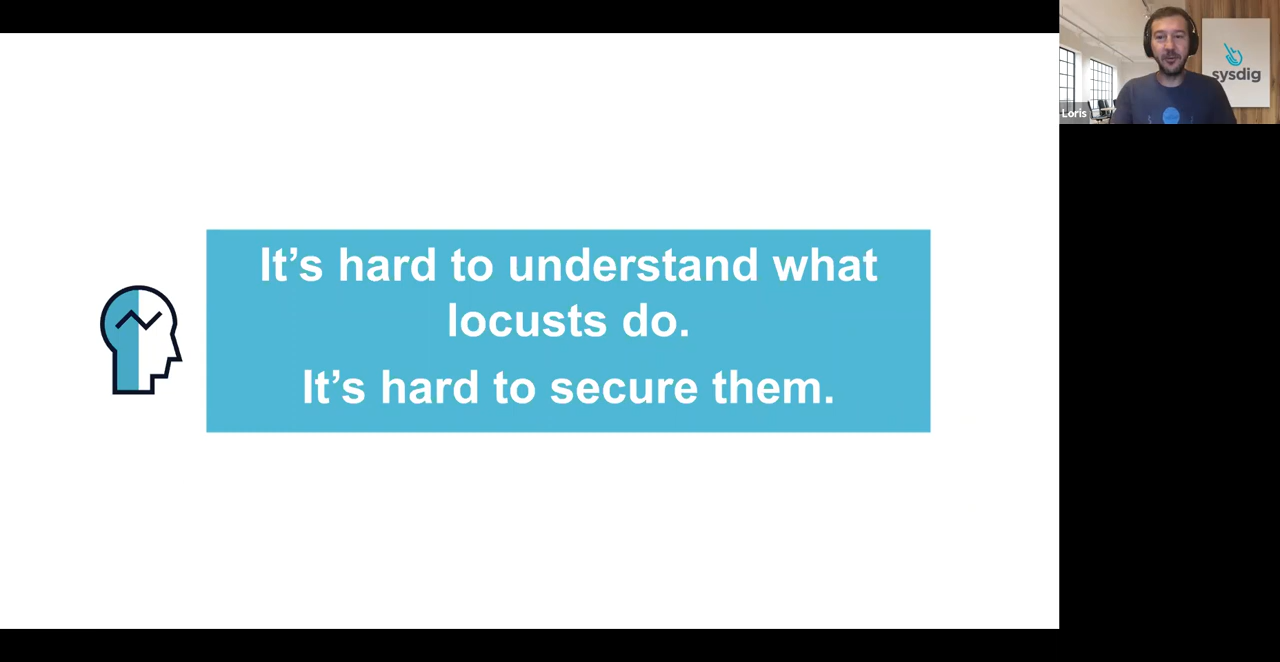 It’s hard to understand what
locusts do.
It’s hard to secure them.
sysdig
Loris